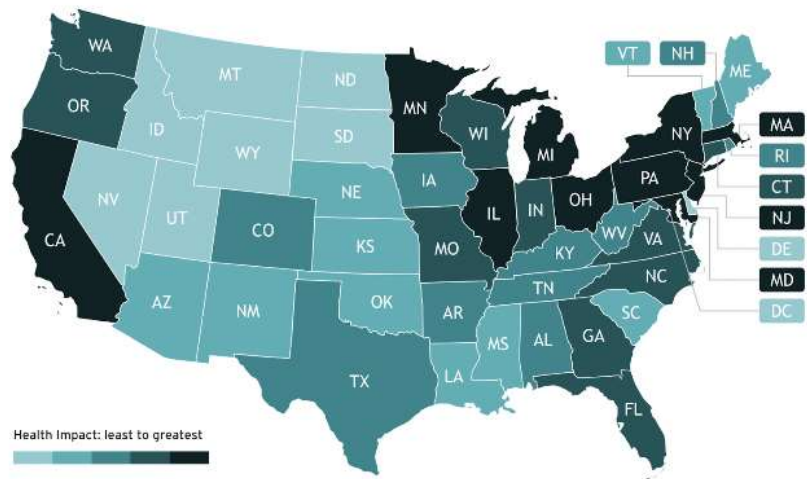 WA
MT
ND
MN
VT
NH
ME
OR
ID
SD
WI
MI
NY
MA
WY
RI
NV
NE
IA
PA
CT
UT
CO
IL
IN
OH
NJ
CA
KS
MO
WV
VA
DE
KY
NC
MD
AZ
NM
OK
AR
TN
SC
DC
TX
LA
MS
AL
GA
FL
Health Impact: least to greatest